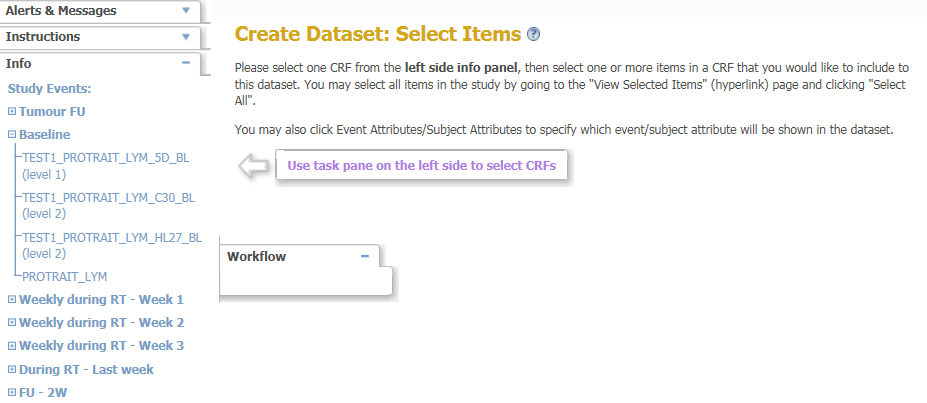 Alerts & Messages
Instructions
Info
Study Events:
Tumour FU
Baseline
TEST1_PROTRAIT_LYM_5D_BL
(level 1)
TEST1_PROTRAIT_LYM_C30_BL
(level 2)
TEST1_PROTRAIT_LYM_HL27_BL
(level 2)
PROTRAIT_LYM
Weekly during RT - Week 1
Weekly during RT - Week 2
Weekly during RT - Week 3
During RT - Last week
FU - 2W
Create Dataset: Select Items ?
Please select one CRF from the left side info panel, then select one or more items in a CRF that you would like to include to
this dataset. You may select all items in the study by going to the "View Selected Items" (hyperlink) page and clicking "Select
All".
You may also click Event Attributes/Subject Attributes to specify which event/subject attribute will be shown in the dataset.
Use task pane on the left side to select CRFs
Workflow